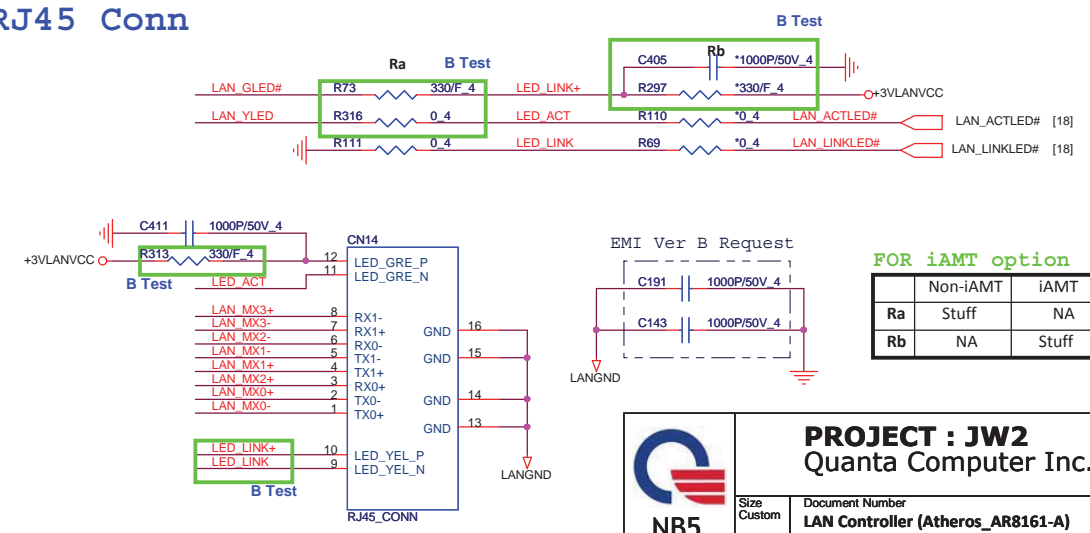 RJ45 Conn
B Test
Ra B Test
C405 Rb *1000P/50V_4
LAN_GLED# R73 330/F_4 LED_LINK+ R297 *330/F_4 +3VLANVCC
LAN_YLED R316 0_4 LED_ACT R110 *0_4 LAN_ACTLED# LAN_ACTLED# [18]
R111 0_4 LED_LINK R69 *0_4 LAN_LINKLED# LAN_LINKLED# [18]
C411 1000P/50V_4
+3VLANVCC R313 330/F_4
B Test LED_ACT
CN14
12 LED_GRE_P
11 LED_GRE_N
LAN_MX3+ 8 RX1-
LAN_MX3- 7 RX1+ GND 16
LAN_MX2- 6 RX0-
LAN_MX1- 5 TX1- GND 15
LAN_MX1+ 4 TX1+
LAN_MX2+ 3 RX0+
LAN_MX0+ 2 TX0- GND 14
LAN_MX0- 1 TX0+
GND 13
LED_LINK+ 10 LED_YEL_P
LED_LINK 9 LED_YEL_N
B Test
LANGND
RJ45_CONN
EMI Ver B Request
C191 1000P/50V_4
C143 1000P/50V_4
LANGND
FOR iAMT option
Non-iAMT iAMT
Ra Stuff NA
Rb NA Stuff
PROJECT : JW2
Quanta Computer Inc.
NB5
Size
Custom
Document Number
LAN Controller (Atheros_AR8161-A)